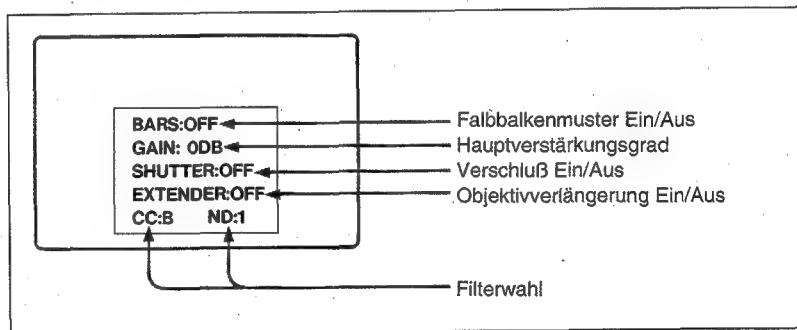 BARS:OFF Falbbalkenmuster Ein/Aus
GAIN: 0DB Hauptverstärkungsgrad
SHUTTER:OFF Verschluß Ein/Aus
EXTENDER:OFF Objektivverlängerung Ein/Aus
CC:B ND:1
Filterwahl